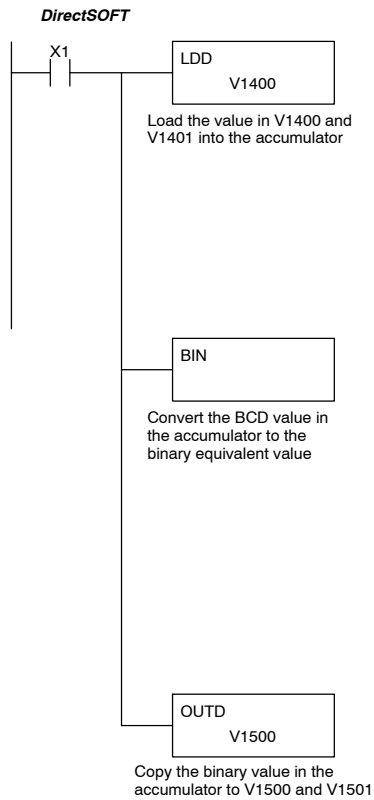 DirectSOFT
X1
LDD
V1400
Load the value in V1400 and
V1401 into the accumulator
BIN
Convert the BCD value in
the accumulator to the
binary equivalent value
OUTD
V1500
Copy the binary value in the
accumulator to V1500 and V1501